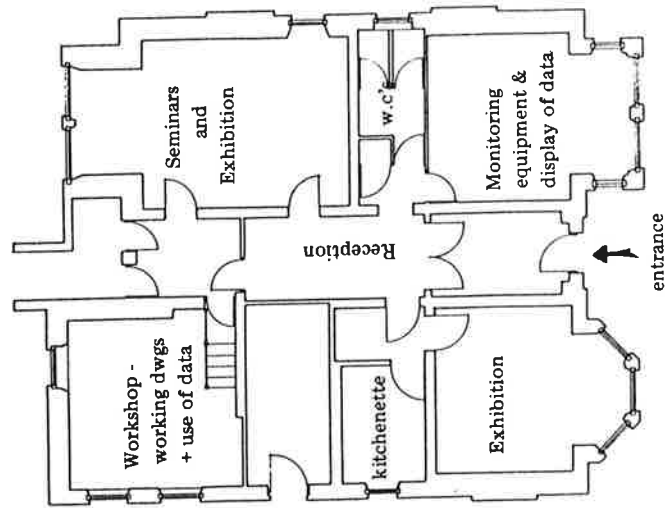 Seminars
and
Exhibition
w.c's
Monitoring
equipment &
display of data
Reception
entrance
Workshop -
working dwgs
+ use of data
kitchenette
Exhibition